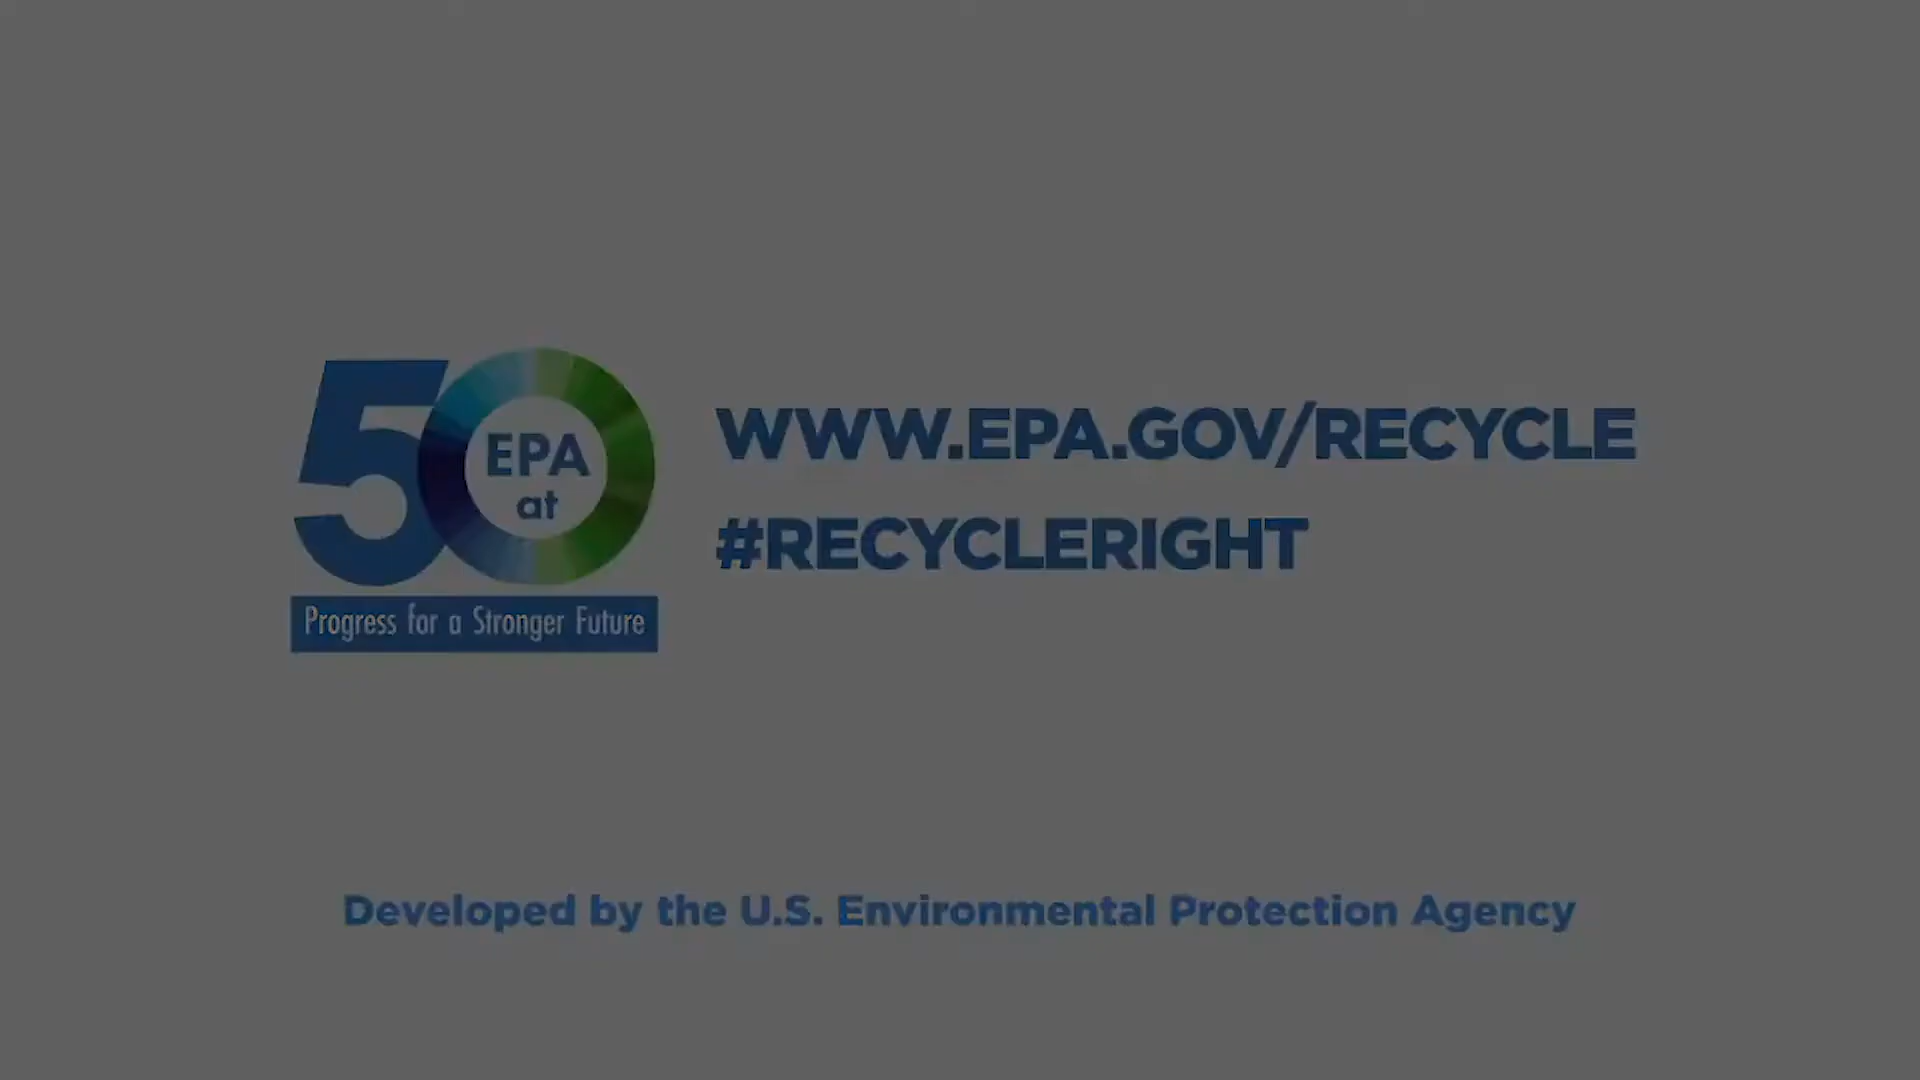 50
EPA
at
Progress for a Stronger Future
WWW.EPA.GOV/RECYCLE
#RECYCLERIGHT
Developed by the U.S. Environmental Protection Agency